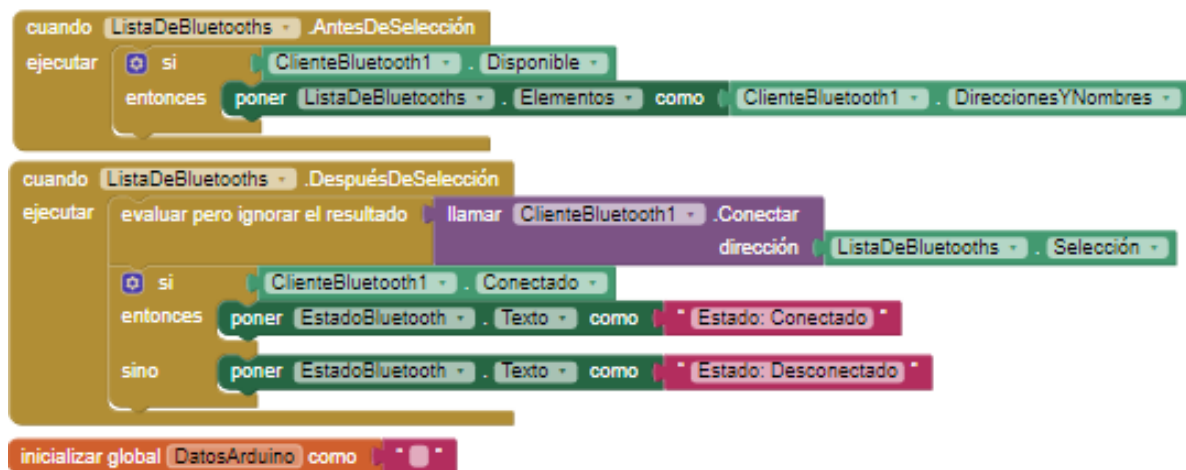 cuando ListaDeBluetooths .AntesDeSelección
ejecutar si ClienteBluetooth1 . Disponible
entonces poner ListaDeBluetooths . Elementos como ClienteBluetooth1 . DireccionesYNombres
cuando ListaDeBluetooths .DespuésDeSelección
ejecutar evaluar pero ignorar el resultado llamar ClienteBluetooth1 .Conectar
dirección ListaDeBluetooths . Selección
si ClienteBluetooth1 . Conectado
entonces poner EstadoBluetooth . Texto como " Estado: Conectado "
sino poner EstadoBluetooth . Texto como " Estado: Desconectado "
inicializar global DatosArduino como " "